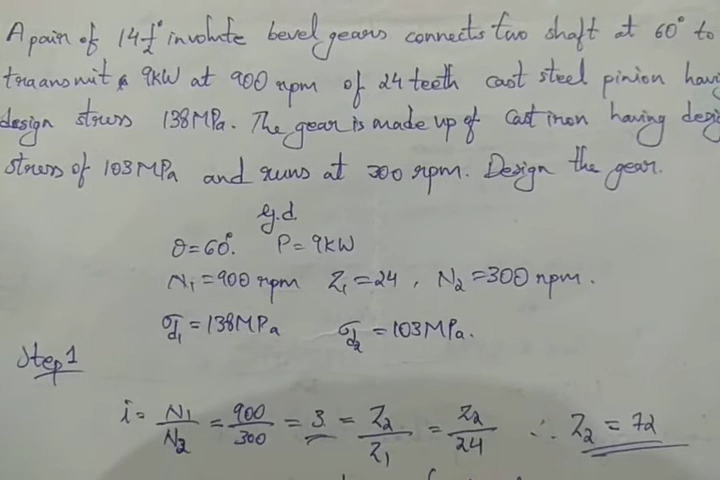 A pair of 14½° involute bevel gears connects two shaft at 60° to
traansmit 9KW at 900 rpm of 24 teeth cast steel pinion havi
design stress 138MPa. The gear is made up of Cast iron having desig
stress of 103MPa and runs at 300 rpm. Design the gear.
g.d.
θ=60°. P=9KW
N₁=900 rpm Z₁=24, N₂=300 rpm.
σd₁=138MPa σd₂=103MPa.
Step 1
i = N₁/N₂ = 900/300 = 3 = Z₂/Z₁ = Z₂/24 ∴ Z₂ = 72